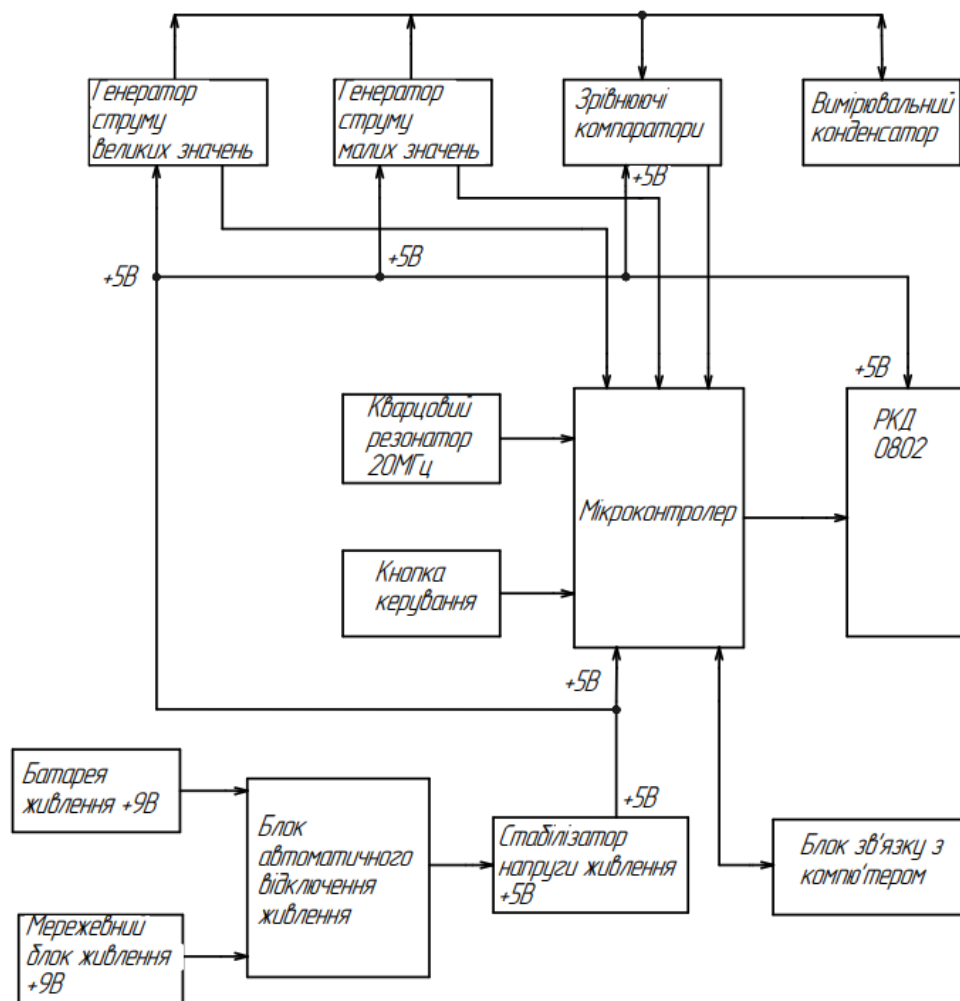 Генератор
струму
великих значень
Генератор
струму
малих значень
Зрівнюючі
компаратори
Вимірювальний
конденсатор
+5В
+5В
+5В
+5В
Кварцовий
резонатор
20МГц
РКД
0802
Мікроконтролер
Кнопка
керування
+5В
Батарея
живлення +9В
+5В
Блок
автоматичного
відключення
живлення
Стабілізатор
напруги живлення
+5В
Блок зв'язку з
компю'тером
Мережевний
блок живлення
+9В